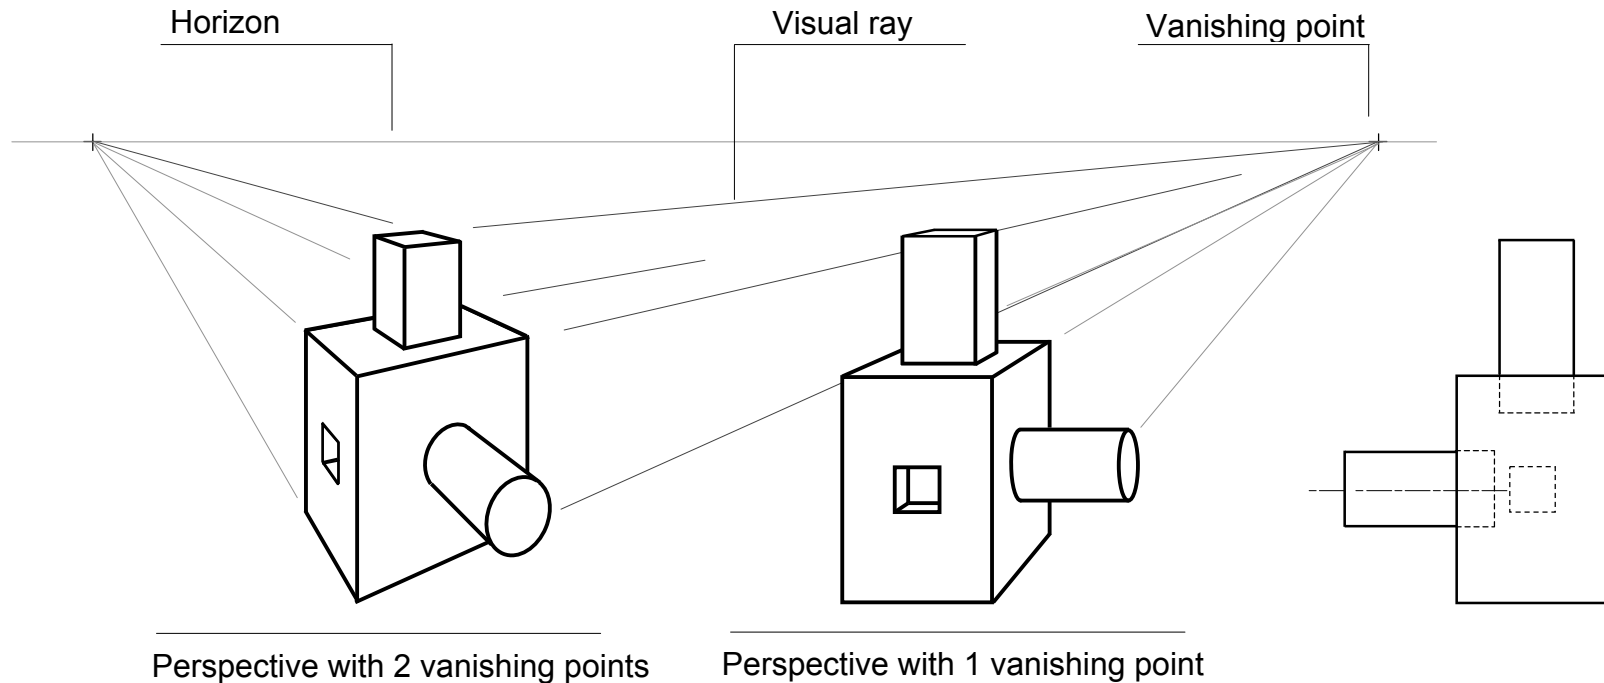 Horizon
Visual ray
Vanishing point
Perspective with 2 vanishing points
Perspective with 1 vanishing point